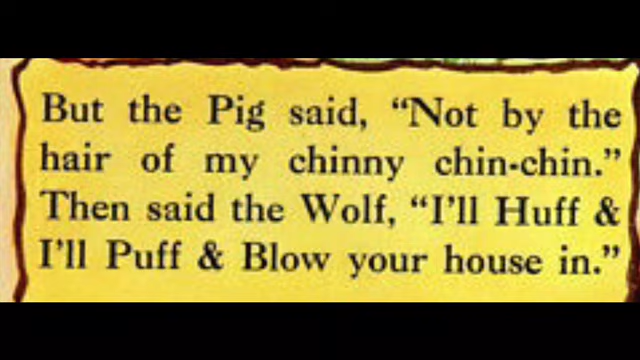 But the Pig said, “Not by the
hair of my chinny chin-chin.”
Then said the Wolf, “I’ll Huff &
I’ll Puff & Blow your house in.”